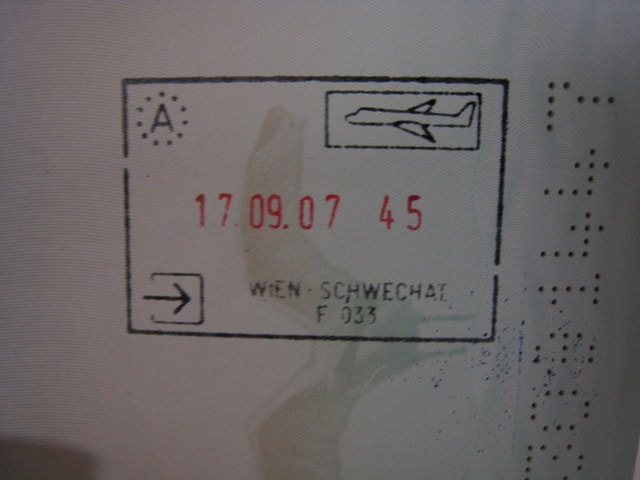 A
17 09.07 45
WIEN - SCHWECHAT
F 033